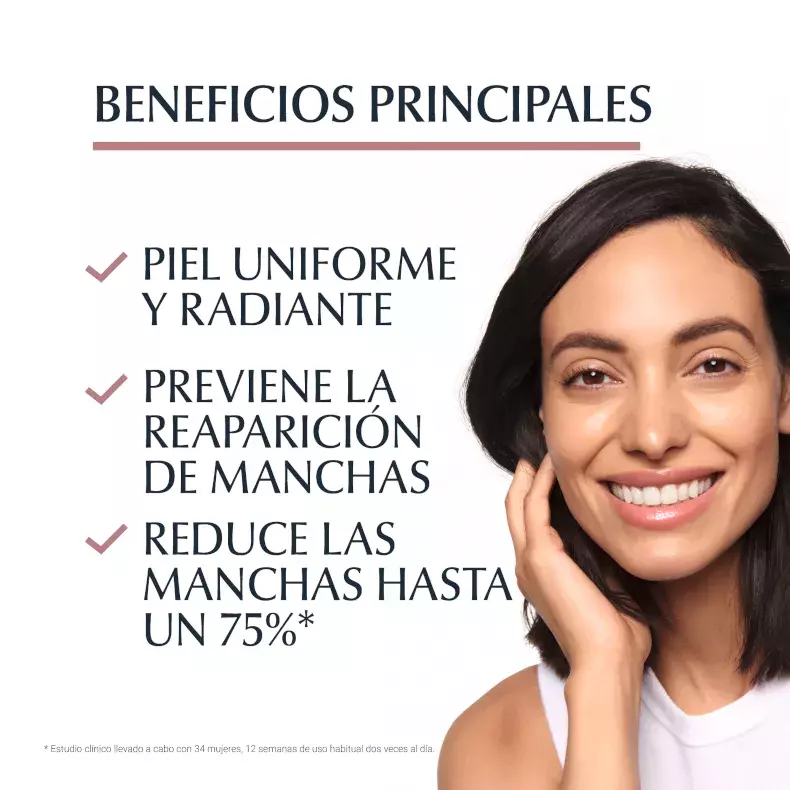 BENEFICIOS PRINCIPALES
PIEL UNIFORME
Y RADIANTE
PREVIENE LA
REAPARICIÓN
DE MANCHAS
REDUCE LAS
MANCHAS HASTA
UN 75%*
* Estudio clínico llevado a cabo con 34 mujeres, 12 semanas de uso habitual dos veces al día.